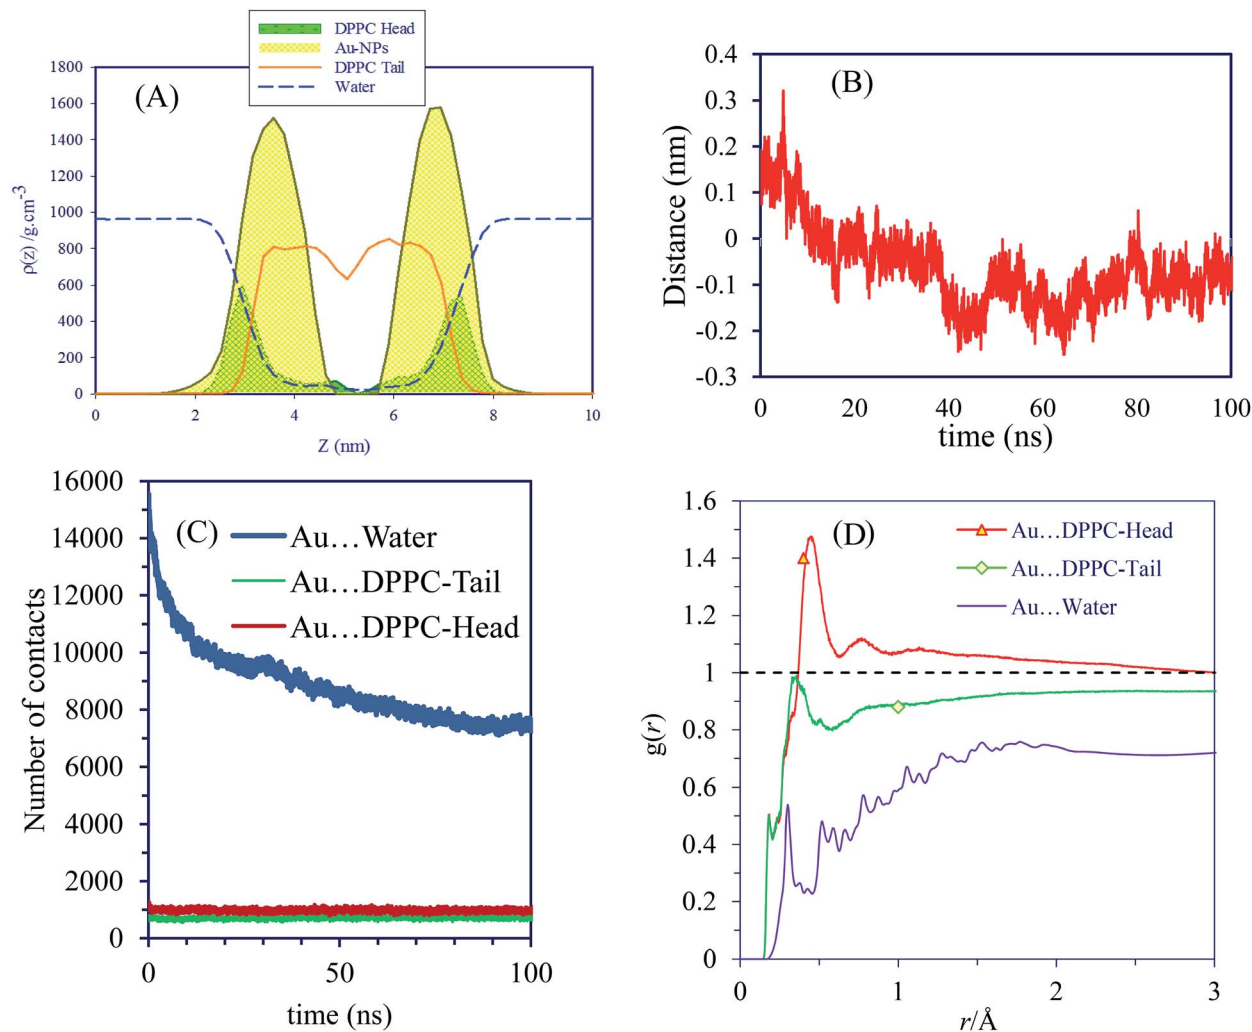 DPPC Head
Au-NPs
DPPC Tail
Water
(A)
1800
1600
1400
1200
1000
800
600
400
200
0
ρ(z) /g.cm-3
0 2 4 6 8 10
Z (nm)
(B)
0.4
0.3
0.2
0.1
0
-0.1
-0.2
-0.3
Distance (nm)
0 20 40 60 80 100
time (ns)
(C)
Au…Water
Au…DPPC-Tail
Au…DPPC-Head
16000
14000
12000
10000
8000
6000
4000
2000
0
Number of contacts
0 50 100
time (ns)
(D)
Au…DPPC-Head
Au…DPPC-Tail
Au…Water
1.6
1.4
1.2
1
0.8
0.6
0.4
0.2
0
g(r)
0 1 2 3
r/Å